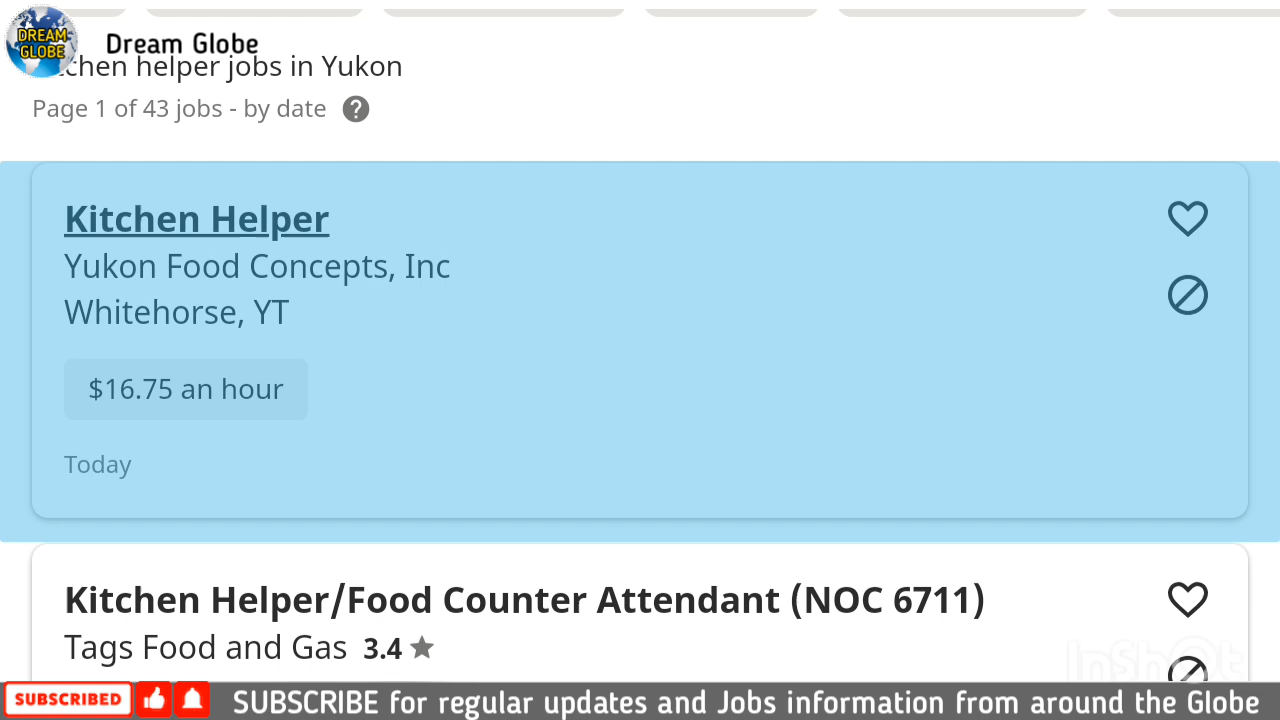 DREAM
GLOBE
Dream Globe
chen helper jobs in Yukon
Page 1 of 43 jobs - by date ?
Kitchen Helper
Yukon Food Concepts, Inc
Whitehorse, YT
$16.75 an hour
Today
Kitchen Helper/Food Counter Attendant (NOC 6711)
Tags Food and Gas 3.4 ★
InShOt
SUBSCRIBED
SUBSCRIBE for regular updates and Jobs information from around the Globe